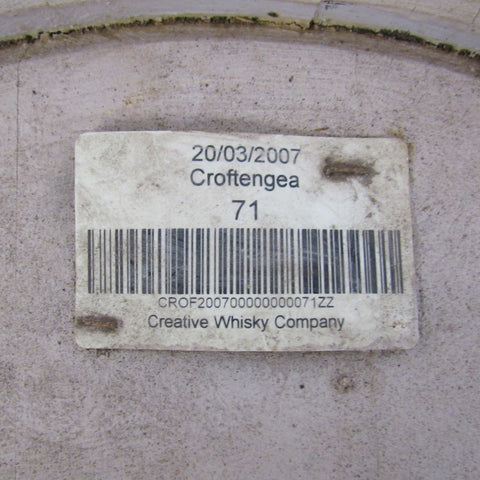 20/03/2007
Croftengea
71
CROF200700000000071ZZ
Creative Whisky Company